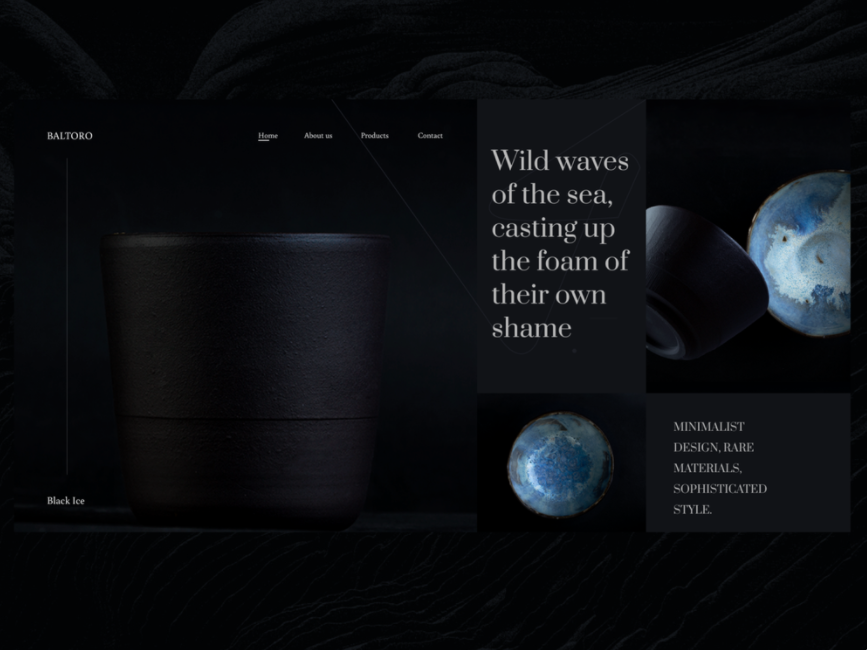 BALTORO
Home About us Products Contact
Black Ice
Wild waves
of the sea,
casting up
the foam of
their own
shame
MINIMALIST
DESIGN, RARE
MATERIALS,
SOPHISTICATED
STYLE.